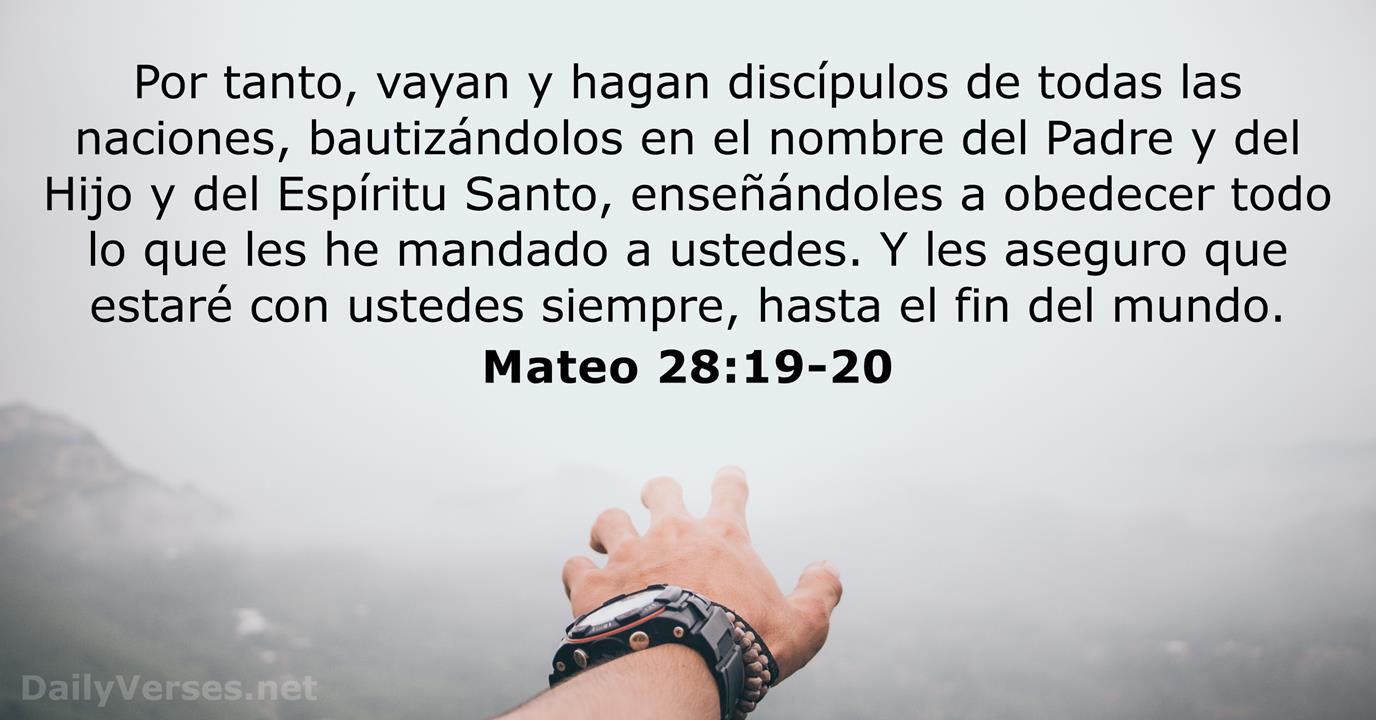 Por tanto, vayan y hagan discípulos de todas las
naciones, bautizándolos en el nombre del Padre y del
Hijo y del Espíritu Santo, enseñándoles a obedecer todo
lo que les he mandado a ustedes. Y les aseguro que
estaré con ustedes siempre, hasta el fin del mundo.
Mateo 28:19-20
DailyVerses.net